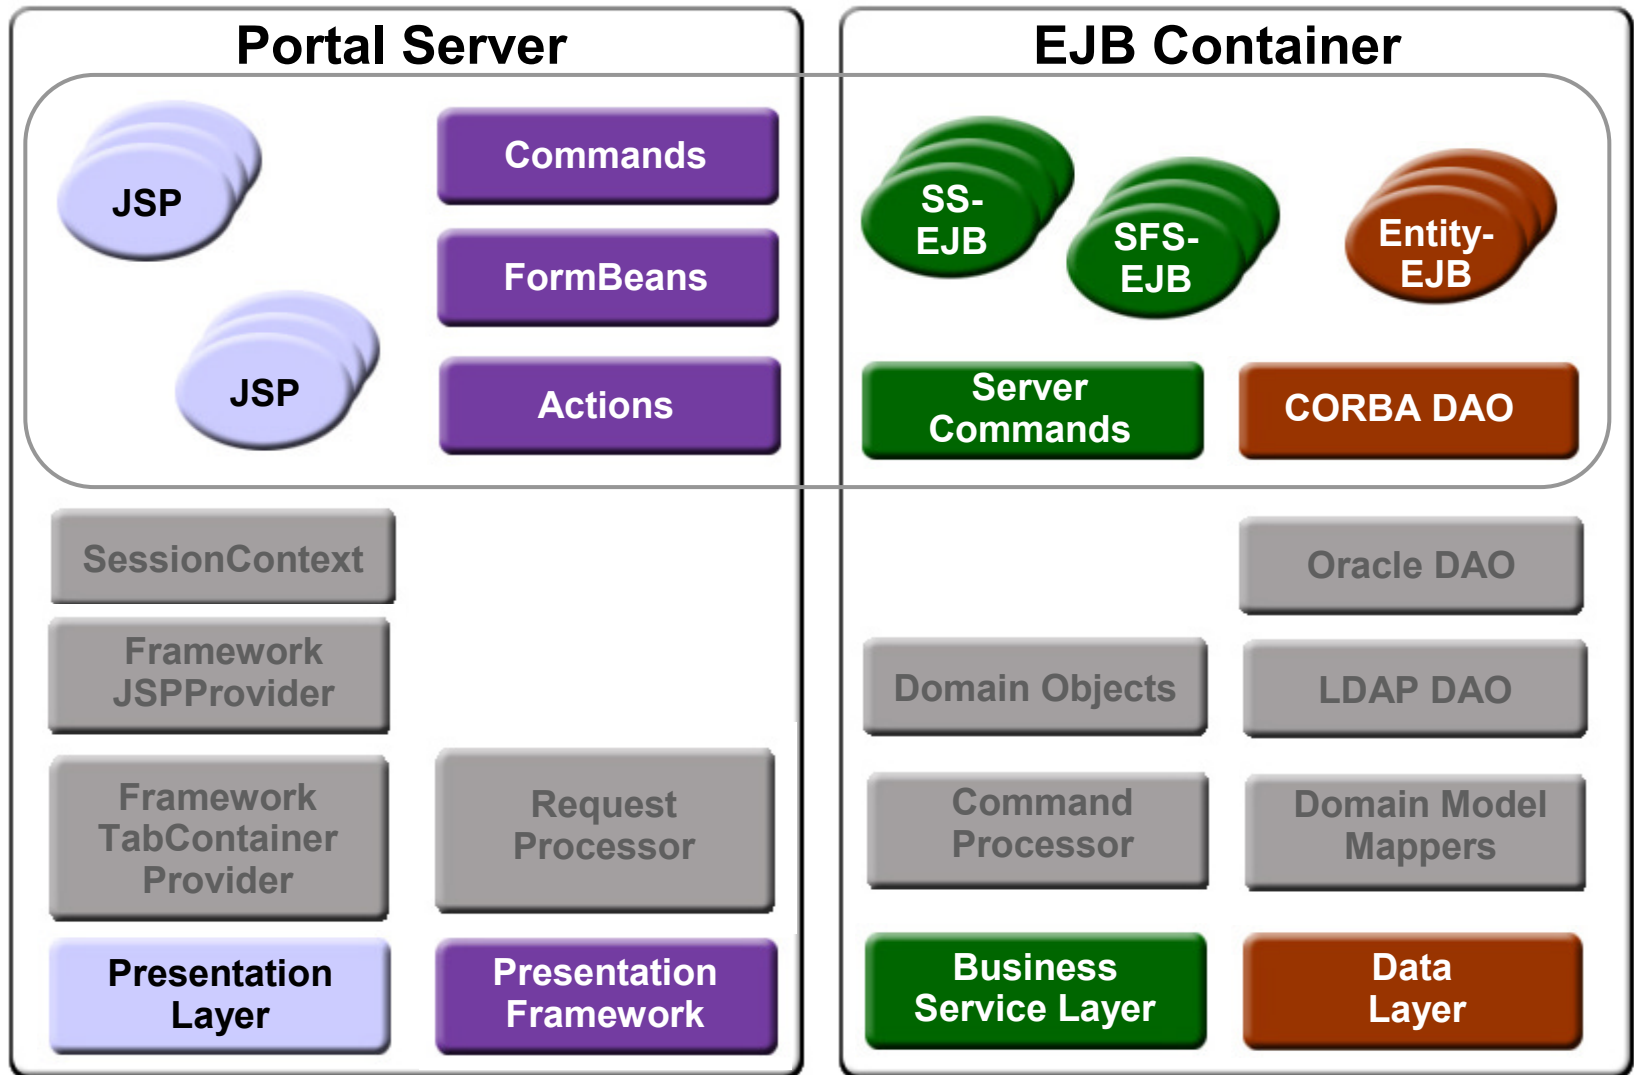 Portal Server
EJB Container
JSP
JSP
Commands
FormBeans
Actions
SS-
EJB
SFS-
EJB
Entity-
EJB
Server
Commands
CORBA DAO
SessionContext
Framework
JSPProvider
Framework
TabContainer
Provider
Request
Processor
Oracle DAO
Domain Objects
LDAP DAO
Command
Processor
Domain Model
Mappers
Presentation
Layer
Presentation
Framework
Business
Service Layer
Data
Layer